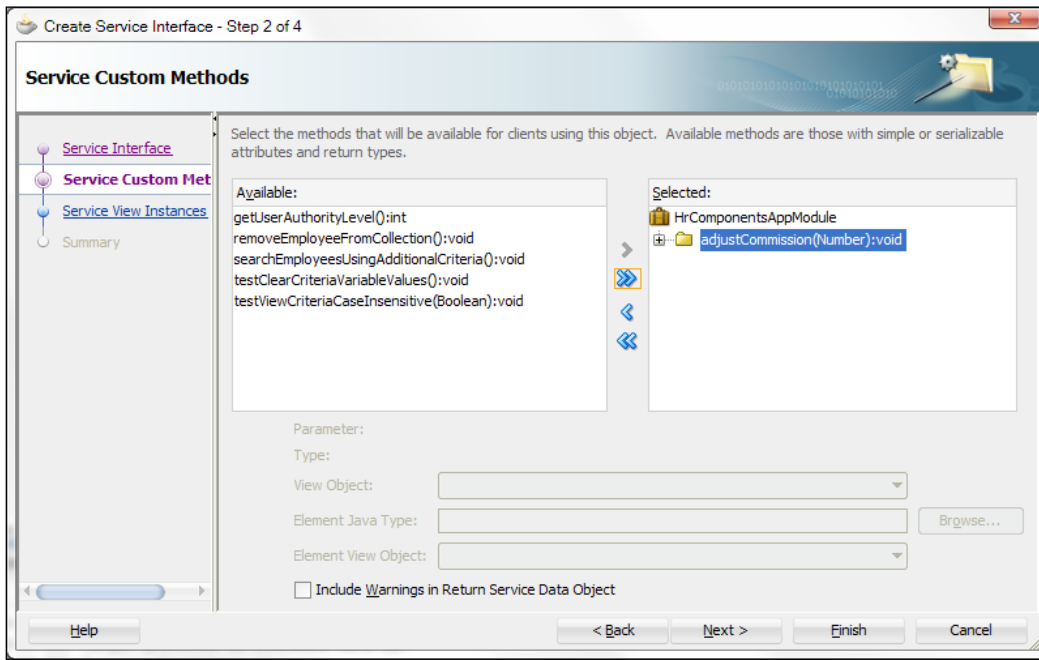 Create Service Interface - Step 2 of 4
Service Custom Methods
Service Interface
Service Custom Met
Service View Instances
Summary
Select the methods that will be available for clients using this object. Available methods are those with simple or serializable
attributes and return types.
Available:
getUserAuthorityLevel():int
removeEmployeeFromCollection():void
searchEmployeesUsingAdditionalCriteria():void
testClearCriteriaVariableValues():void
testViewCriteriaCaseInsensitive(Boolean):void
Selected:
HrComponentsAppModule
adjustCommission(Number):void
Parameter:
Type:
View Object:
Element Java Type:
Browse...
Element View Object:
Include Warnings in Return Service Data Object
Help
< Back
Next >
Finish
Cancel